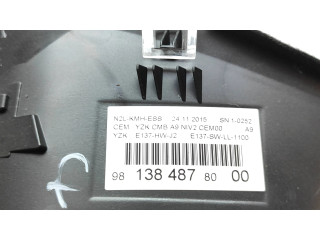 N2L-KMH-EBB 24.11.2015 SN:1-0252
CEM YZK CMB A9 NIV2 CEM00 A9
YZK E137-HW-J2 E137-SW-LL-1100
98 138 487 80 00